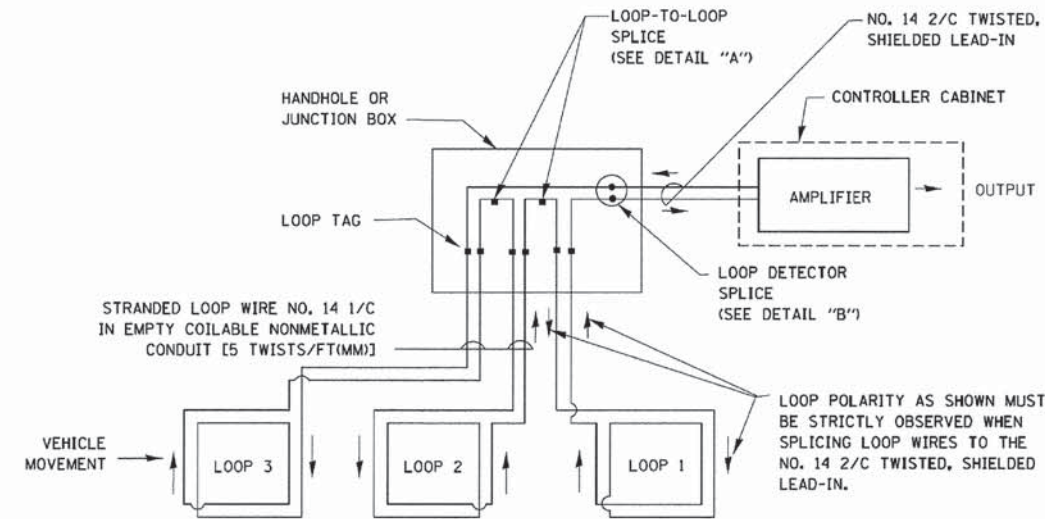 LOOP-TO-LOOP
SPLICE
(SEE DETAIL "A")
NO. 14 2/C TWISTED,
SHIELDED LEAD-IN
HANDHOLE OR
JUNCTION BOX
CONTROLLER CABINET
AMPLIFIER
OUTPUT
LOOP TAG
LOOP DETECTOR
SPLICE
(SEE DETAIL "B")
STRANDED LOOP WIRE NO. 14 1/C
IN EMPTY COILABLE NONMETALLIC
CONDUIT [5 TWISTS/FT(MM)]
LOOP POLARITY AS SHOWN MUST
BE STRICTLY OBSERVED WHEN
SPLICING LOOP WIRES TO THE
NO. 14 2/C TWISTED, SHIELDED
LEAD-IN.
VEHICLE
MOVEMENT
LOOP 3
LOOP 2
LOOP 1